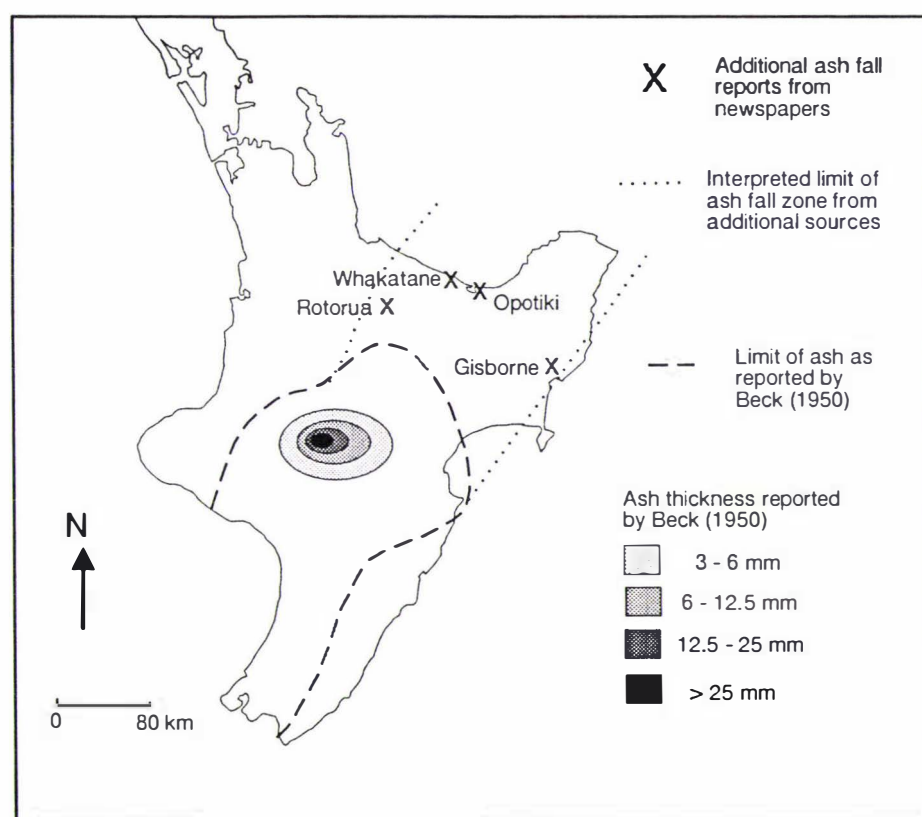 X
Additional ash fall
reports from
newspapers
Interpreted limit of
ash fall zone from
additional sources
Whakatane X
X Opotiki
Rotorua X
Gisborne X
Limit of ash as
reported by
Beck (1950)
Ash thickness reported
by Beck (1950)
3 - 6 mm
6 - 12.5 mm
12.5 - 25 mm
> 25 mm
N
0 80 km